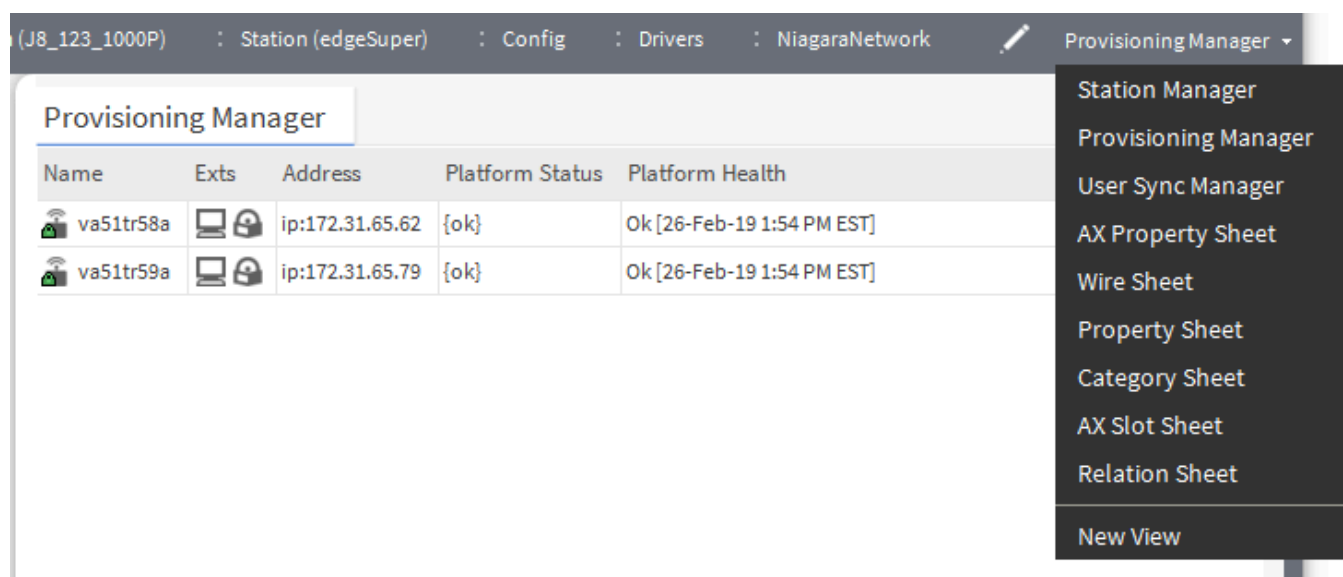 (J8_123_1000P) : Station (edgeSuper) : Config : Drivers : NiagaraNetwork Provisioning Manager
Provisioning Manager
Name Exts Address Platform Status Platform Health
va51tr58a ip:172.31.65.62 {ok} Ok [26-Feb-19 1:54 PM EST]
va51tr59a ip:172.31.65.79 {ok} Ok [26-Feb-19 1:54 PM EST]
Station Manager
Provisioning Manager
User Sync Manager
AX Property Sheet
Wire Sheet
Property Sheet
Category Sheet
AX Slot Sheet
Relation Sheet
New View